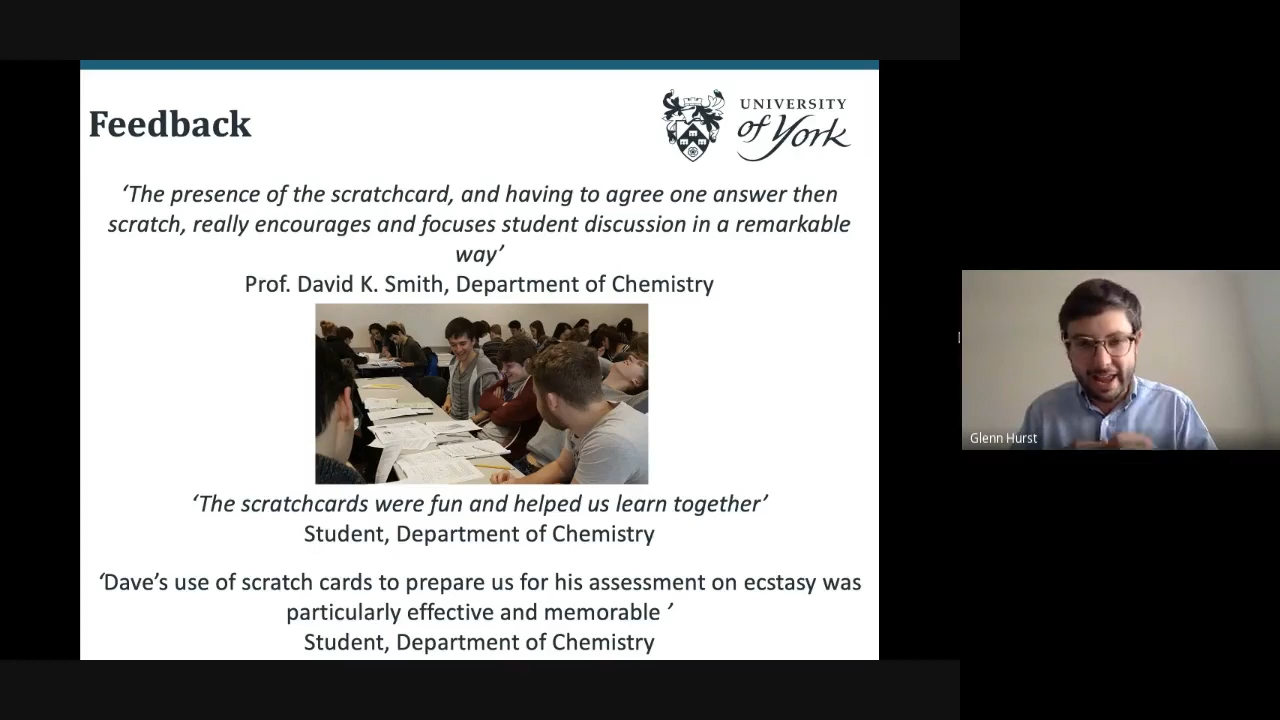 Feedback
UNIVERSITY
of York
‘The presence of the scratchcard, and having to agree one answer then
scratch, really encourages and focuses student discussion in a remarkable
way’
Prof. David K. Smith, Department of Chemistry
‘The scratchcards were fun and helped us learn together’
Student, Department of Chemistry
‘Dave’s use of scratch cards to prepare us for his assessment on ecstasy was
particularly effective and memorable ’
Student, Department of Chemistry
Glenn Hurst